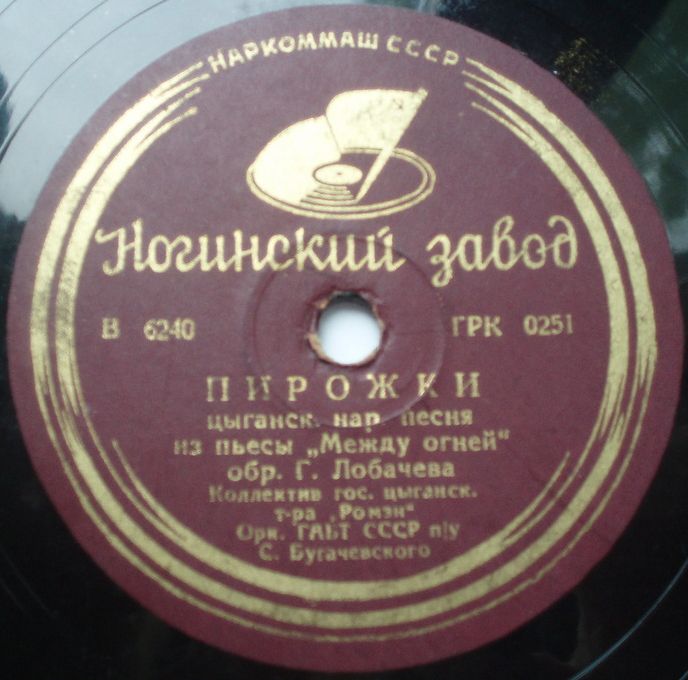 НАРКОММАШ СССР
Ногинский завод
В 6240
ГРК 0251
ПИРОЖКИ
цыганск. нар. песня
из пьесы „Между огней"
обр. Г. Лобачева
Коллектив гос. цыганск.
т-ра „Ромэн"
Орк. ГАБТ СССР п/у
С. Бугачевского